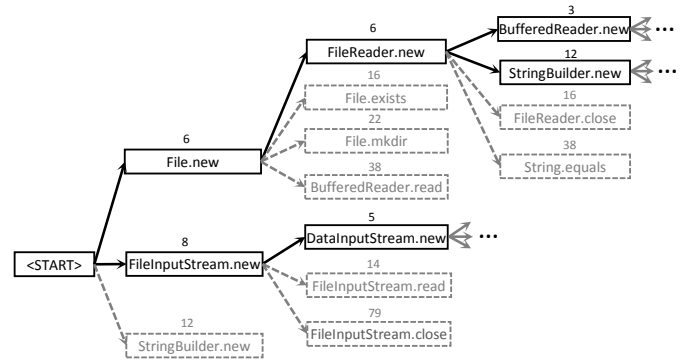 3
BufferedReader.new
...
6
FileReader.new
12
StringBuilder.new
...
16
File.exists
16
FileReader.close
22
File.mkdir
38
String.equals
6
File.new
38
BufferedReader.read
5
DataInputStream.new
...
8
<START>
FileInputStream.new
14
FileInputStream.read
12
StringBuilder.new
79
FileInputStream.close